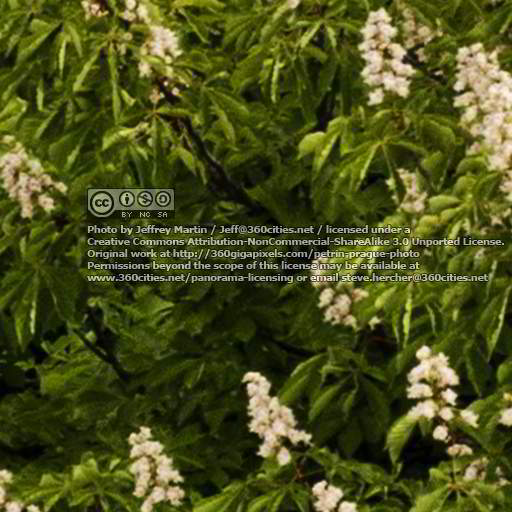 cc
BY NC SA
Photo by Jeffrey Martin / Jeff@360cities.net / licensed under a
Creative Commons Attribution-NonCommercial-ShareAlike 3.0 Unported License.
Original work at http://360gigapixels.com/petrin-prague-photo
Permissions beyond the scope of this license may be available at
www.360cities.net/panorama-licensing or email steve.hercher@360cities.net